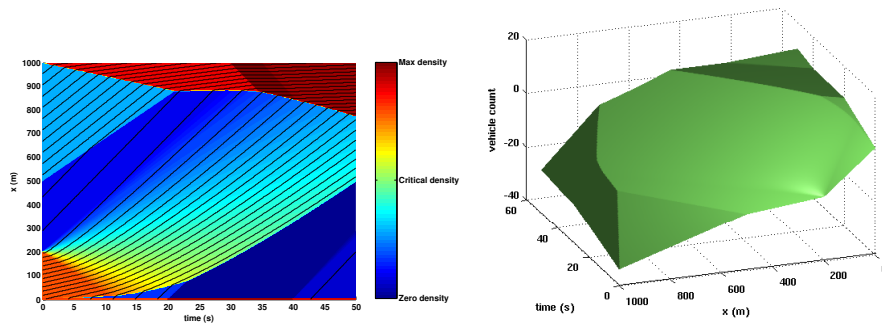 1000
900
800
700
600
500
400
300
200
100
0
x (m)
0 5 10 15 20 25 30 35 40 45 50
time (s)
Max density
Critical density
Zero density
20
0
-20
-40
vehicle count
60
40
20
0
time (s)
1000 800 600 400 200
x (m)